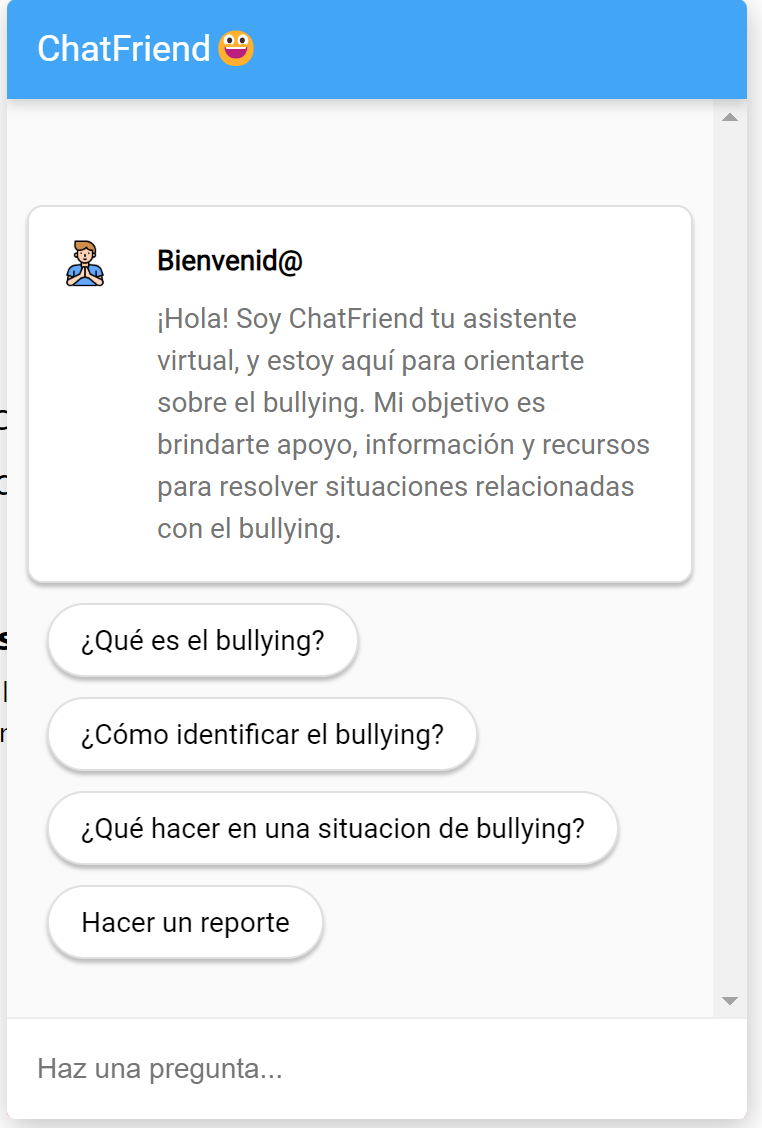 ChatFriend
Bienvenid@
¡Hola! Soy ChatFriend tu asistente
virtual, y estoy aquí para orientarte
sobre el bullying. Mi objetivo es
brindarte apoyo, información y recursos
para resolver situaciones relacionadas
con el bullying.
¿Qué es el bullying?
¿Cómo identificar el bullying?
¿Qué hacer en una situacion de bullying?
Hacer un reporte
Haz una pregunta...